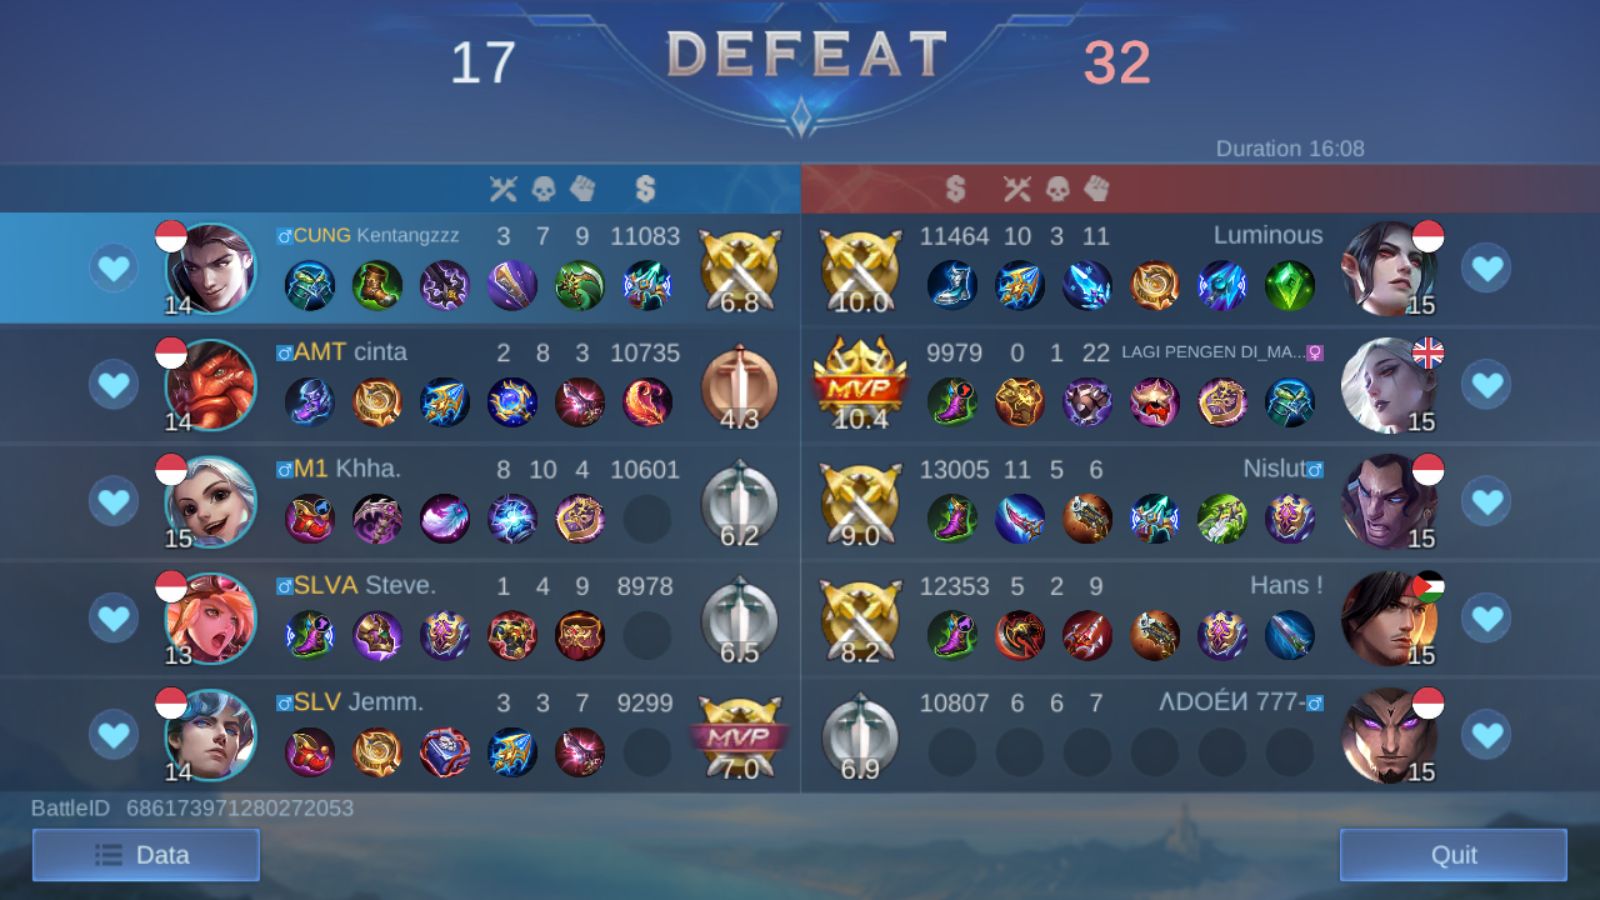 17 DEFEAT 32
Duration 16:08
CUNG Kentangzzz 3 7 9 11083
14 6.8
11464 10 3 11 Luminous
10.0 15
AMT cinta 2 8 3 10735
14 4.3
9979 0 1 22 LAGI PENGEN DI_MA...
MVP
10.4 15
M1 Khha. 8 10 4 10601
15 6.2
13005 11 5 6 Nislut
9.0 15
SLVA Steve. 1 4 9 8978
13 6.5
12353 5 2 9 Hans !
8.2 15
SLV Jemm. 3 3 7 9299
MVP
14 7.0
10807 6 6 7 ΛDOÉИ 777-
6.9 15
BattleID 686173971280272053
Data
Quit